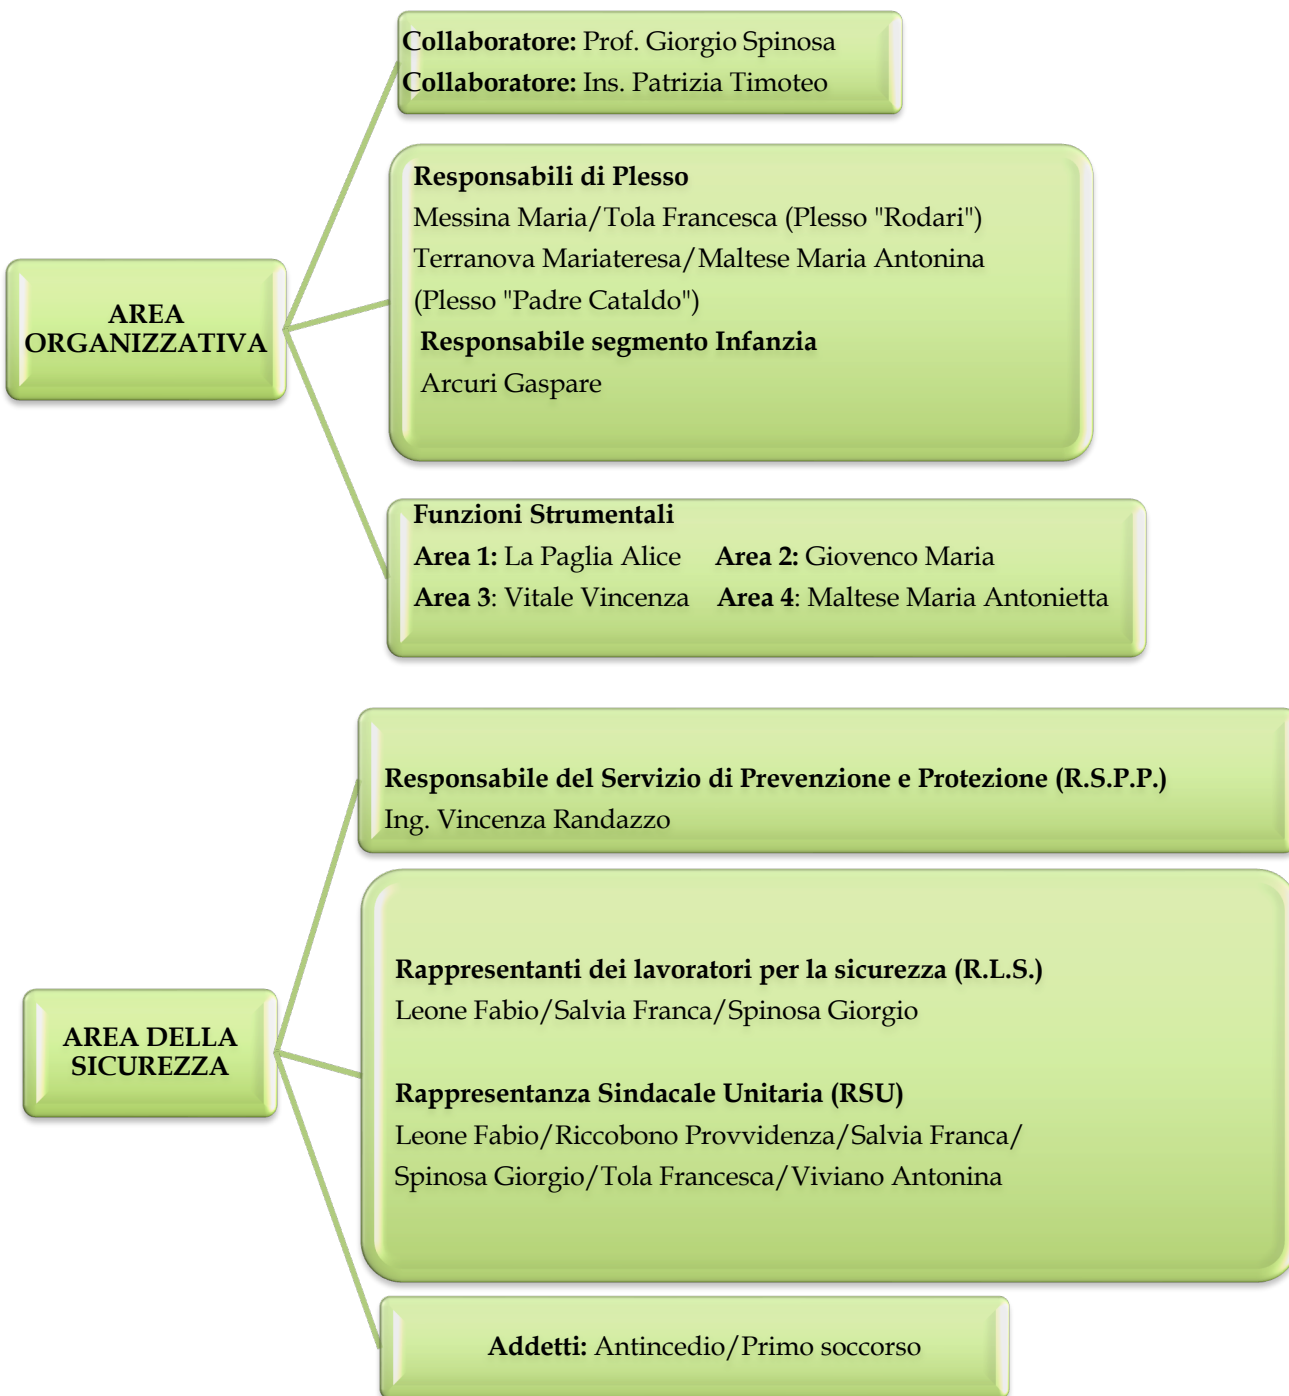 Collaboratore: Prof. Giorgio Spinosa
Collaboratore: Ins. Patrizia Timoteo
Responsabili di Plesso
Messina Maria/Tola Francesca (Plesso "Rodari")
Terranova Mariateresa/Maltese Maria Antonina
(Plesso "Padre Cataldo")
Responsabile segmento Infanzia
Arcuri Gaspare
AREA
ORGANIZZATIVA
Funzioni Strumentali
Area 1: La Paglia Alice Area 2: Giovenco Maria
Area 3: Vitale Vincenza Area 4: Maltese Maria Antonietta
Responsabile del Servizio di Prevenzione e Protezione (R.S.P.P.)
Ing. Vincenza Randazzo
Rappresentanti dei lavoratori per la sicurezza (R.L.S.)
Leone Fabio/Salvia Franca/Spinosa Giorgio
AREA DELLA
SICUREZZA
Rappresentanza Sindacale Unitaria (RSU)
Leone Fabio/Riccobono Provvidenza/Salvia Franca/
Spinosa Giorgio/Tola Francesca/Viviano Antonina
Addetti: Antincedio/Primo soccorso